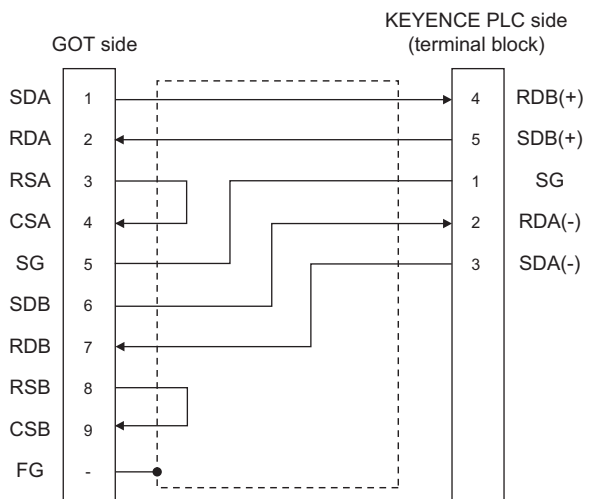 KEYENCE PLC side
GOT side (terminal block)
SDA 1 4 RDB(+)
RDA 2 5 SDB(+)
RSA 3 1 SG
CSA 4 2 RDA(-)
SG 5 3 SDA(-)
SDB 6
RDB 7
RSB 8
CSB 9
FG -